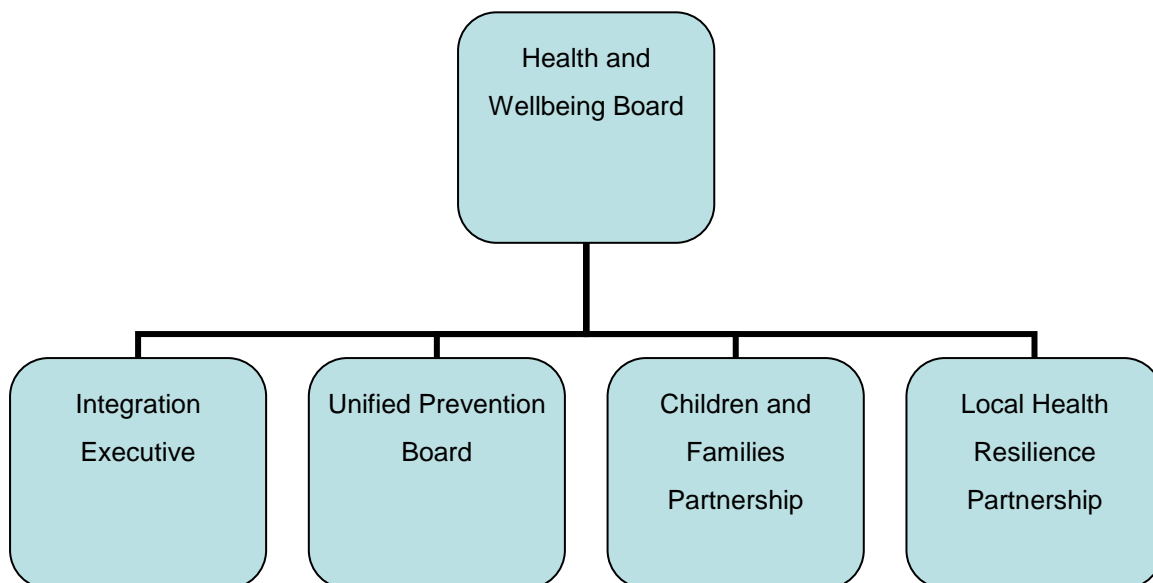 Health and
Wellbeing Board
Integration
Executive
Unified Prevention
Board
Children and
Families
Partnership
Local Health
Resilience
Partnership